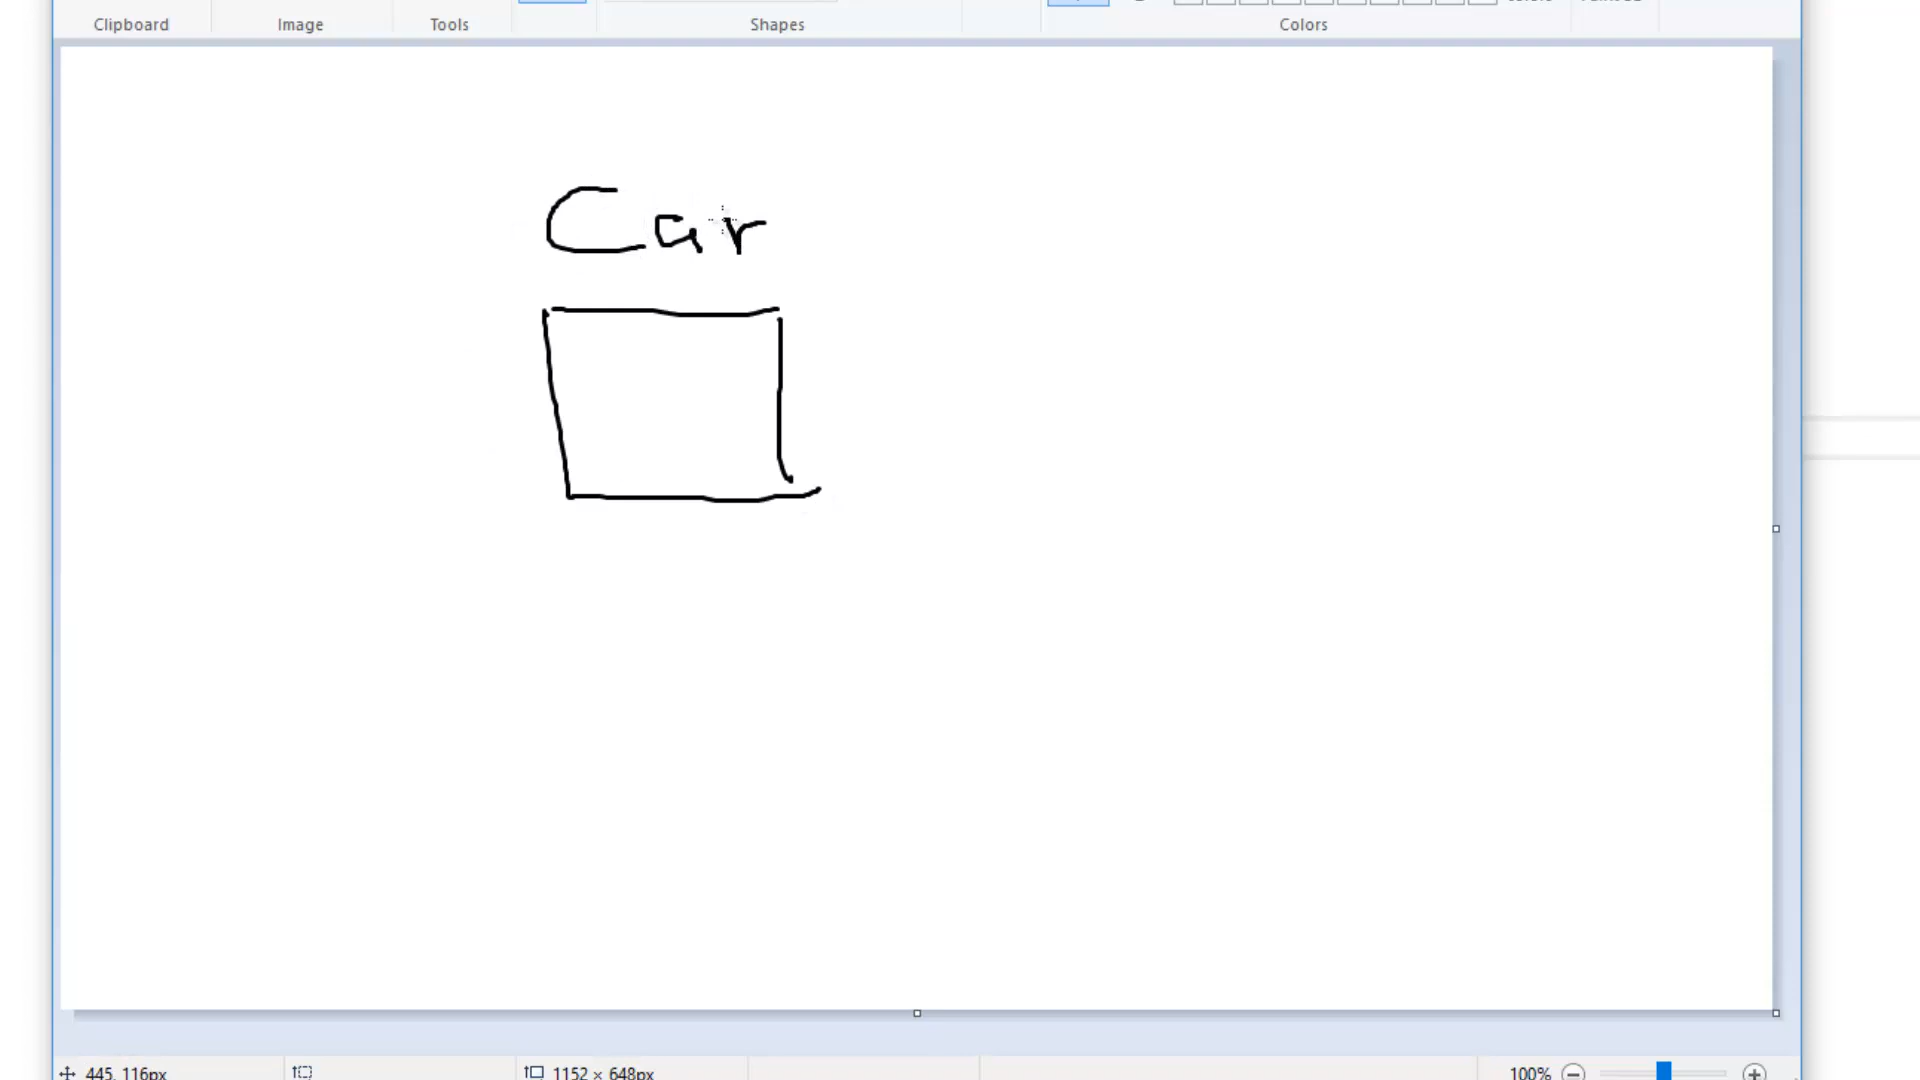 Clipboard Image Tools Shapes Colors
Car
445, 116px 1152 × 648px 100%